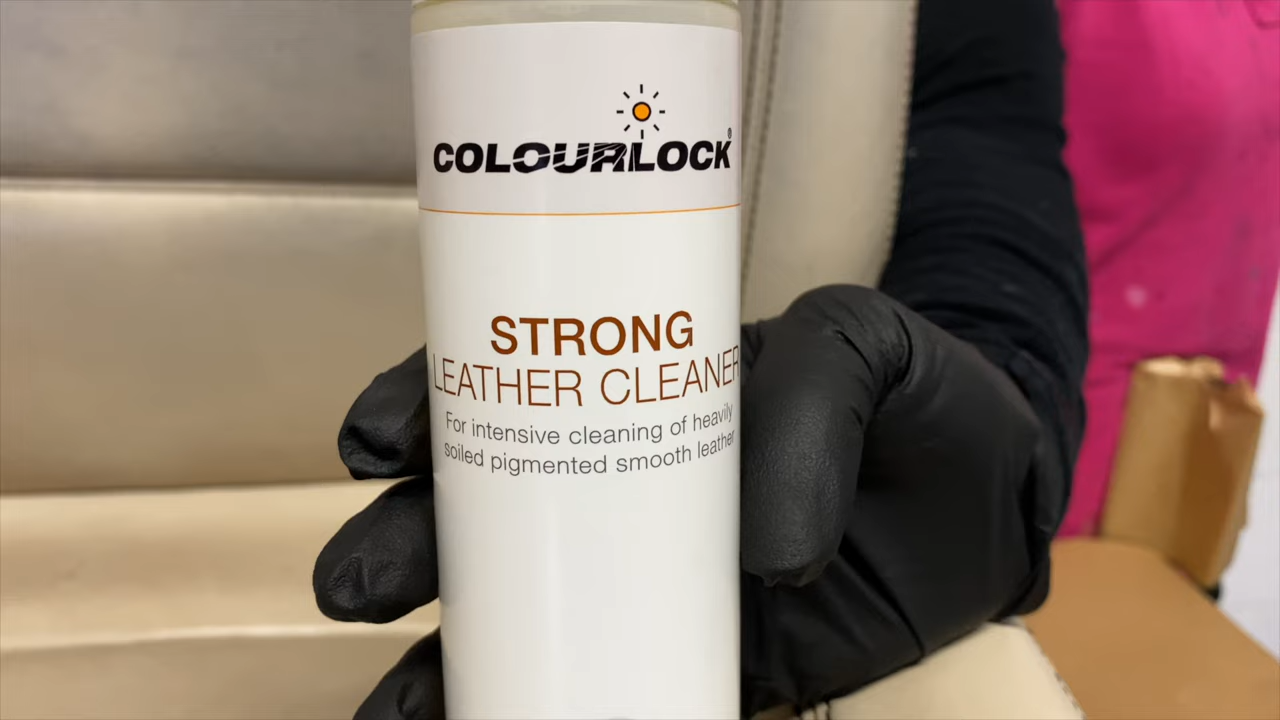 COLOURLOCK®
STRONG
LEATHER CLEANER
For intensive cleaning of heavily
soiled pigmented smooth leather